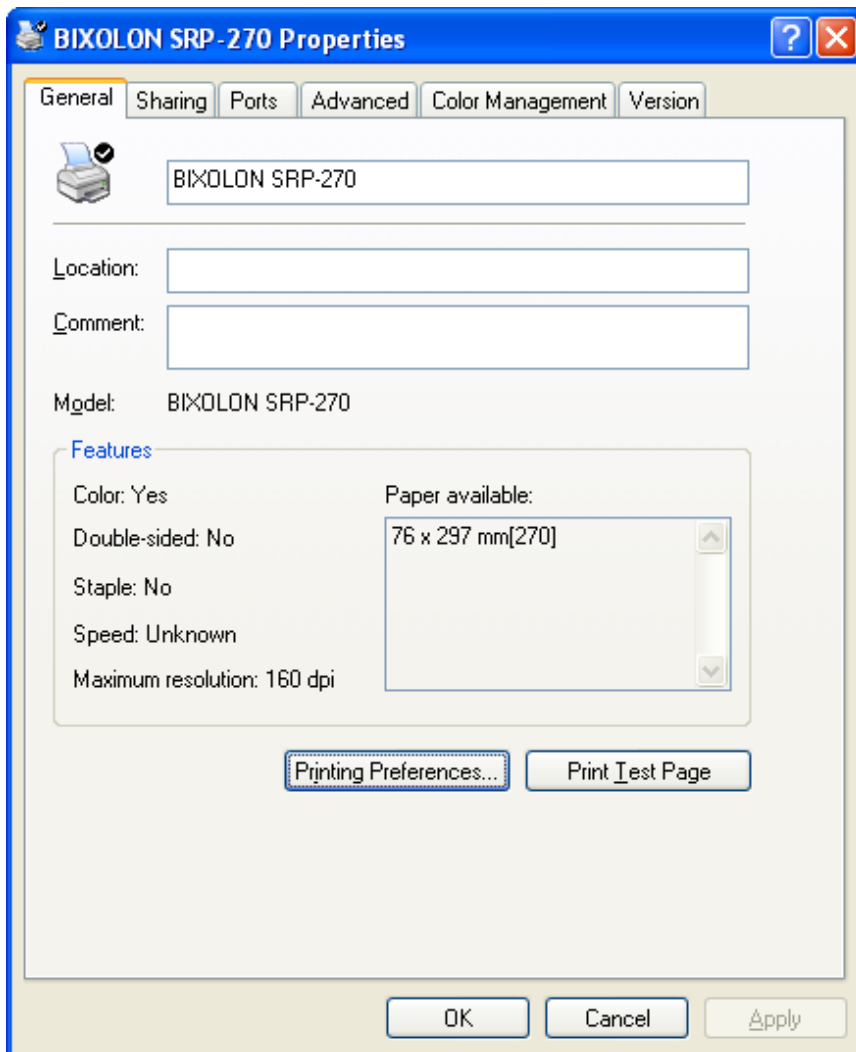 BIXOLON SRP-270 Properties
General Sharing Ports Advanced Color Management Version
BIXOLON SRP-270
Location:
Comment:
Model: BIXOLON SRP-270
Features
Color: Yes Paper available:
Double-sided: No 76 x 297 mm[270]
Staple: No
Speed: Unknown
Maximum resolution: 160 dpi
Printing Preferences... Print Test Page
OK Cancel Apply